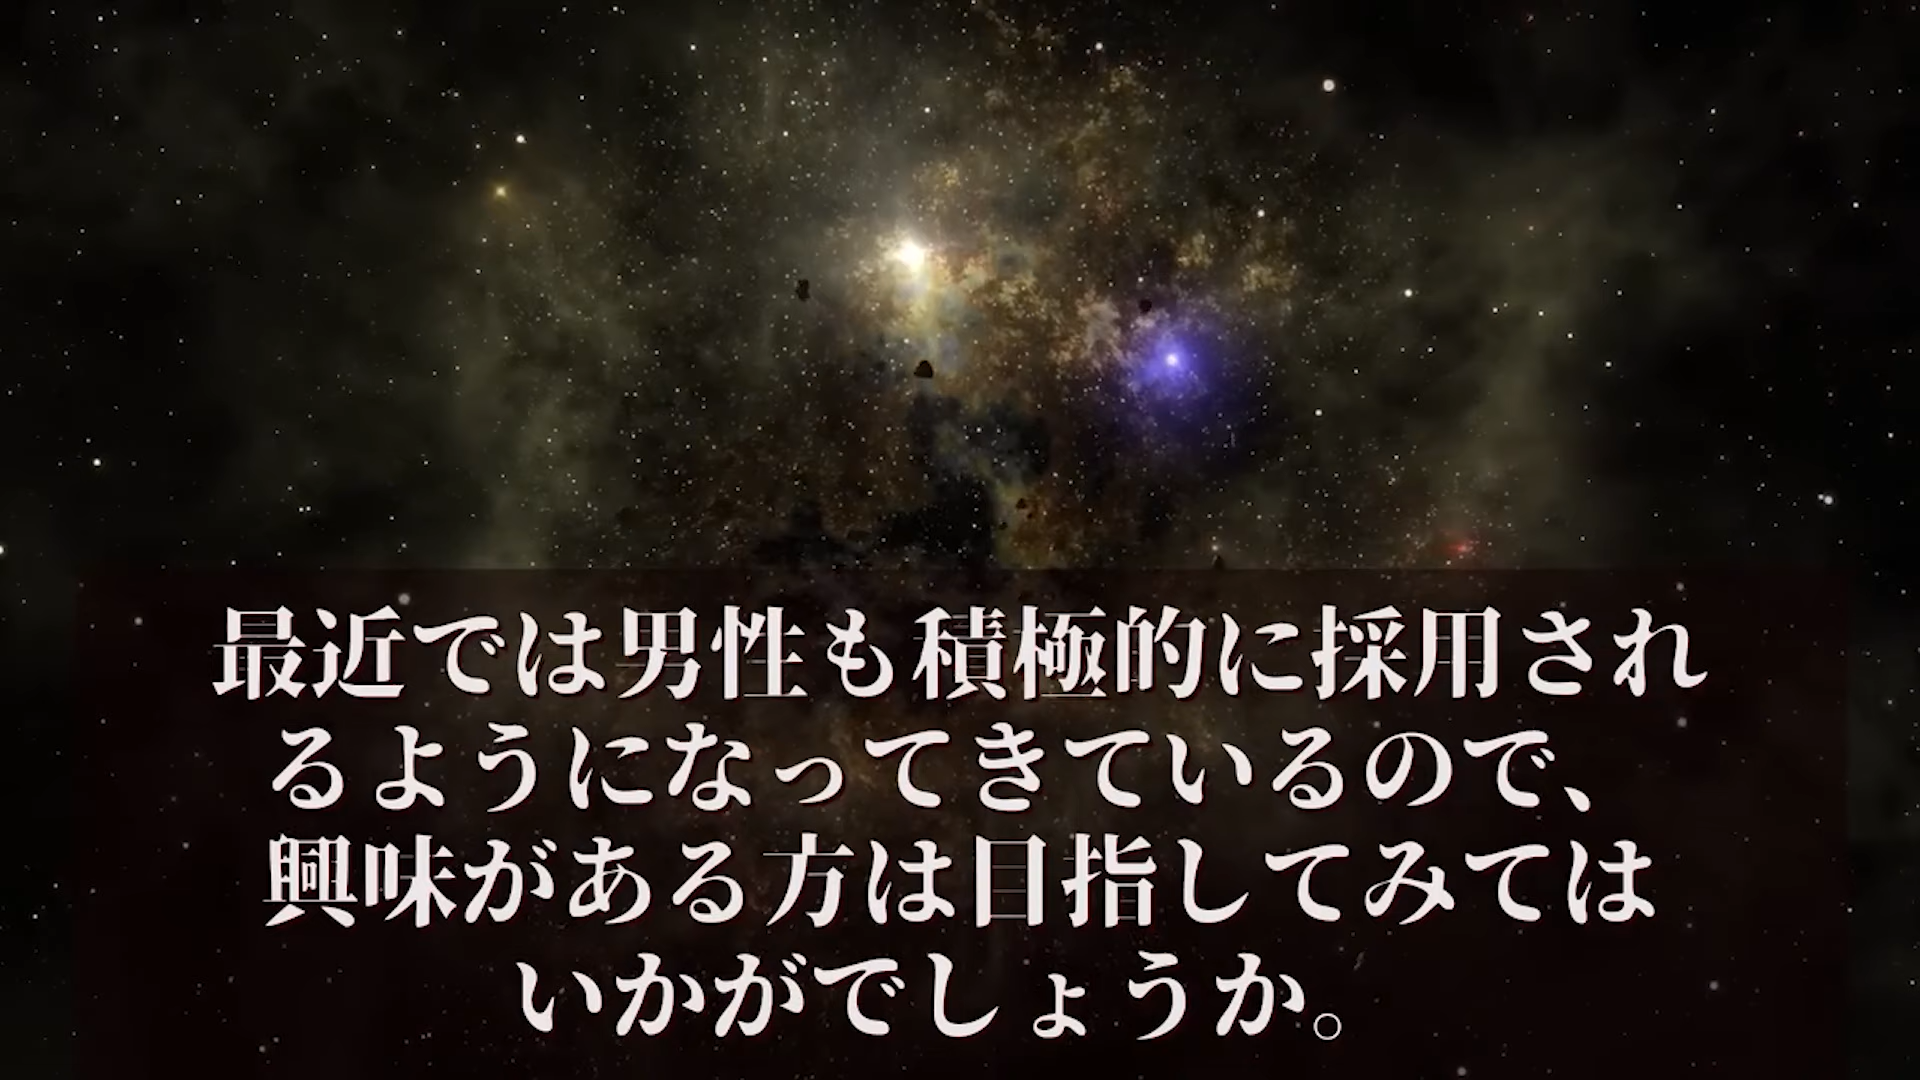 最近では男性も積極的に採用され
るようになってきているので、
興味がある方は目指してみては
いかがでしょうか。